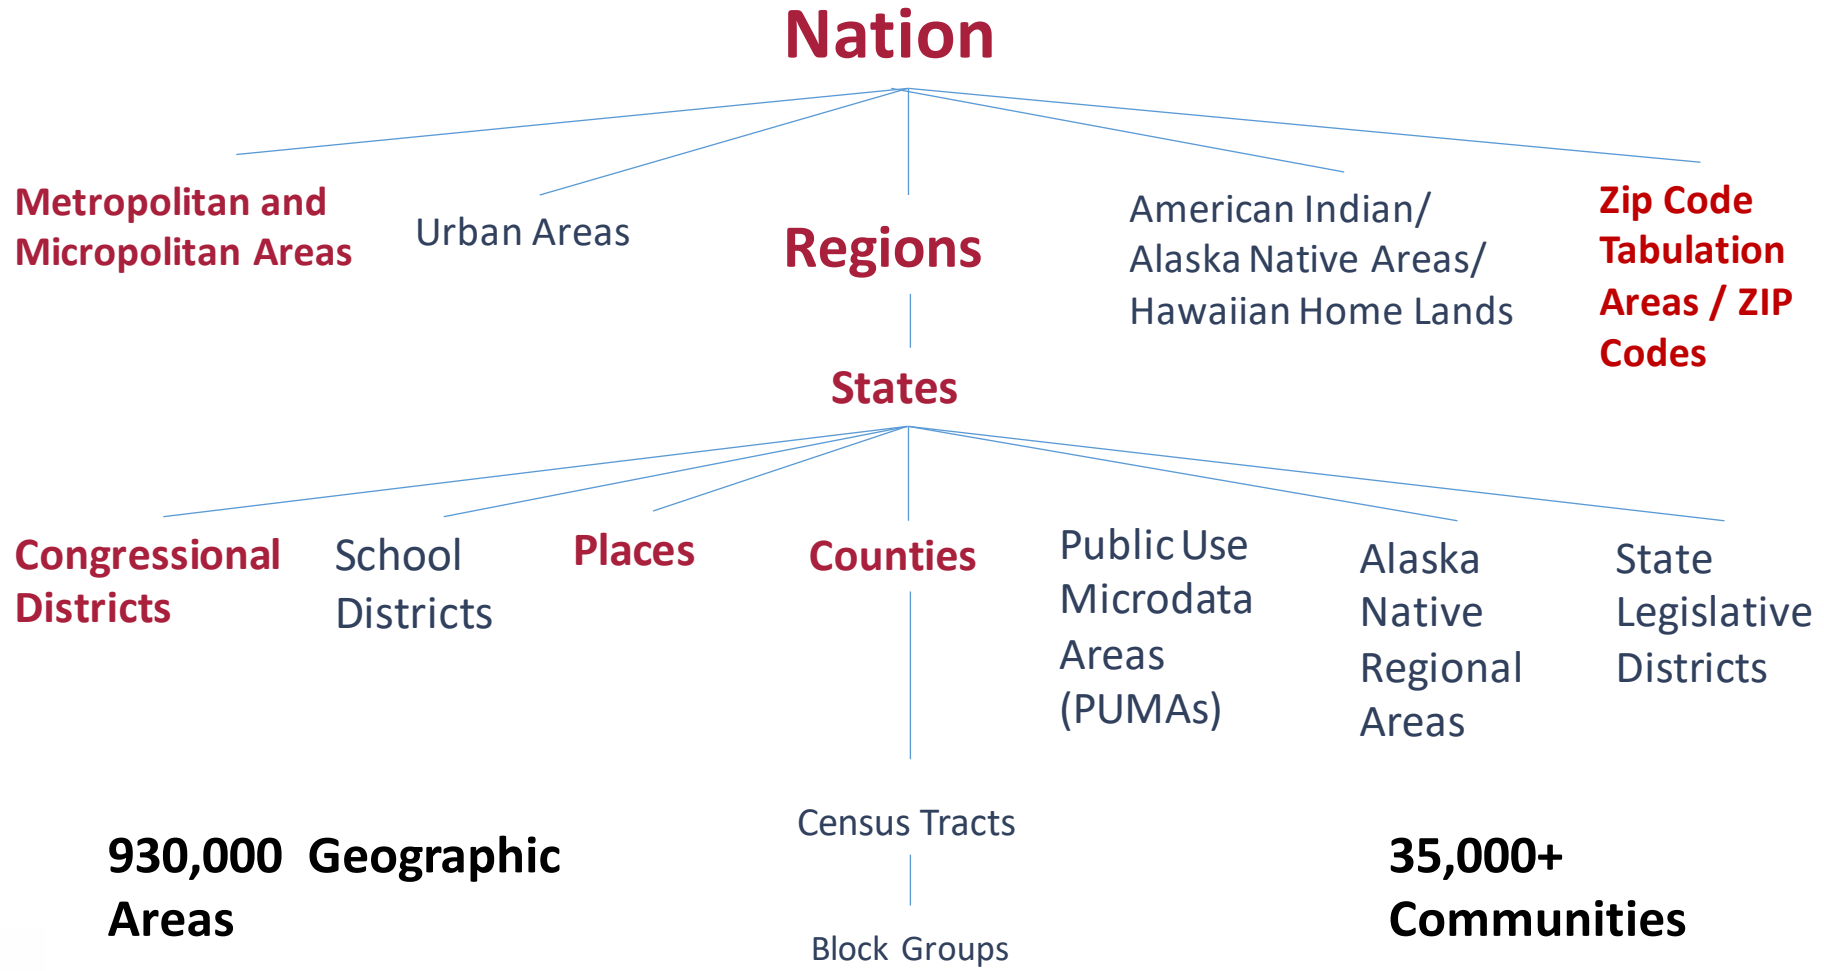 Nation
Metropolitan and
Micropolitan Areas
Urban Areas
Regions
American Indian/
Alaska Native Areas/
Hawaiian Home Lands
Zip Code
Tabulation
Areas / ZIP
Codes
States
Congressional
Districts
School
Districts
Places
Counties
Public Use
Microdata
Areas
(PUMAs)
Alaska
Native
Regional
Areas
State
Legislative
Districts
Census Tracts
930,000 Geographic
Areas
35,000+
Communities
Block Groups